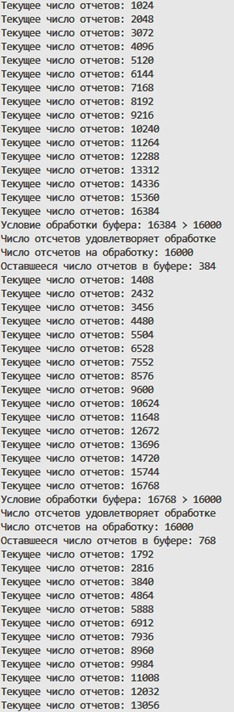 Текущее число отчетов: 1024
Текущее число отчетов: 2048
Текущее число отчетов: 3072
Текущее число отчетов: 4096
Текущее число отчетов: 5120
Текущее число отчетов: 6144
Текущее число отчетов: 7168
Текущее число отчетов: 8192
Текущее число отчетов: 9216
Текущее число отчетов: 10240
Текущее число отчетов: 11264
Текущее число отчетов: 12288
Текущее число отчетов: 13312
Текущее число отчетов: 14336
Текущее число отчетов: 15360
Текущее число отчетов: 16384
Условие обработки буфера: 16384 > 16000
Число отсчетов удовлетворяет обработке
Число отсчетов на обработку: 16000
Оставшееся число отчетов в буфере: 384
Текущее число отчетов: 1408
Текущее число отчетов: 2432
Текущее число отчетов: 3456
Текущее число отчетов: 4480
Текущее число отчетов: 5504
Текущее число отчетов: 6528
Текущее число отчетов: 7552
Текущее число отчетов: 8576
Текущее число отчетов: 9600
Текущее число отчетов: 10624
Текущее число отчетов: 11648
Текущее число отчетов: 12672
Текущее число отчетов: 13696
Текущее число отчетов: 14720
Текущее число отчетов: 15744
Текущее число отчетов: 16768
Условие обработки буфера: 16768 > 16000
Число отсчетов удовлетворяет обработке
Число отсчетов на обработку: 16000
Оставшееся число отчетов в буфере: 768
Текущее число отчетов: 1792
Текущее число отчетов: 2816
Текущее число отчетов: 3840
Текущее число отчетов: 4864
Текущее число отчетов: 5888
Текущее число отчетов: 6912
Текущее число отчетов: 7936
Текущее число отчетов: 8960
Текущее число отчетов: 9984
Текущее число отчетов: 11008
Текущее число отчетов: 12032
Текущее число отчетов: 13056